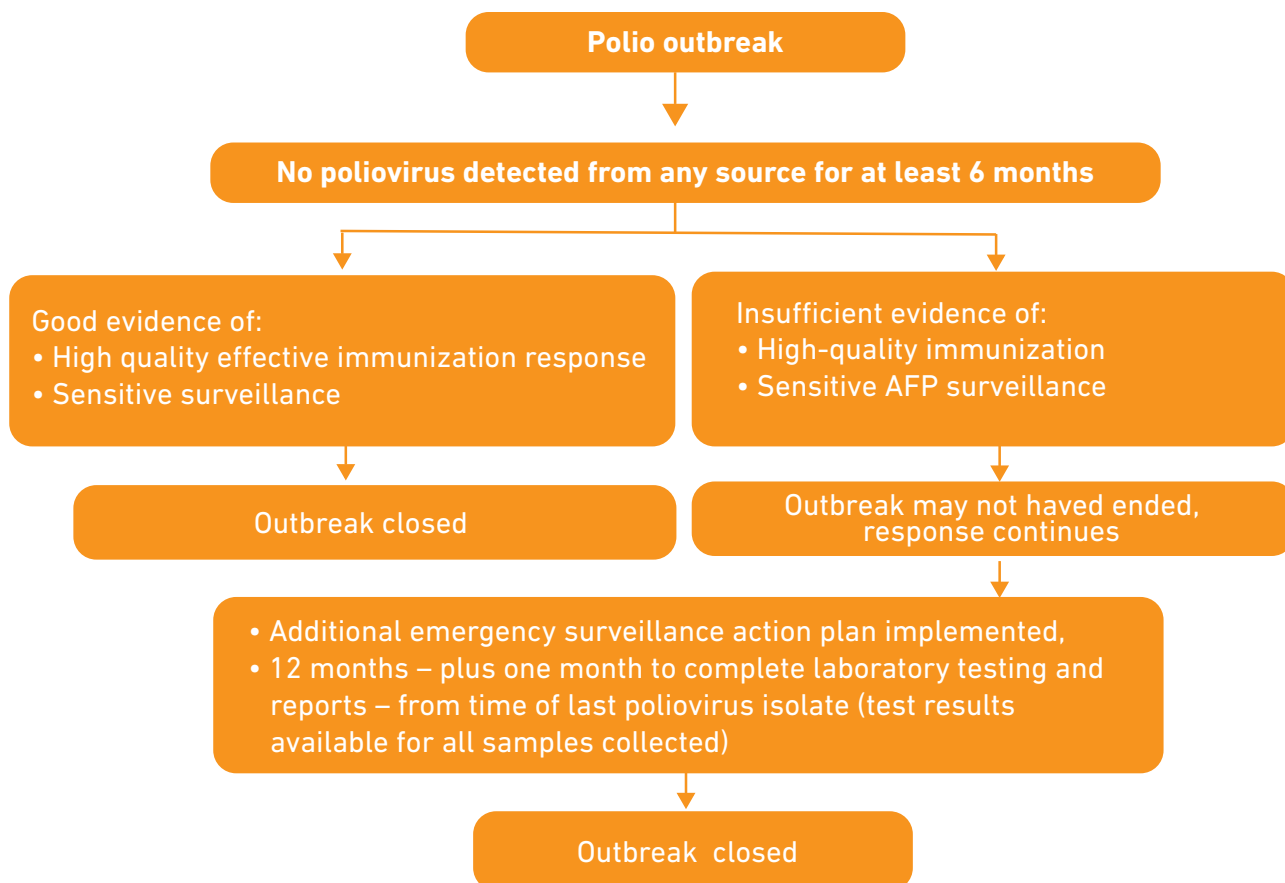 Polio outbreak
No poliovirus detected from any source for at least 6 months
Good evidence of:
• High quality effective immunization response
• Sensitive surveillance
Insufficient evidence of:
• High-quality immunization
• Sensitive AFP surveillance
Outbreak closed
Outbreak may not haved ended,
response continues
• Additional emergency surveillance action plan implemented,
• 12 months – plus one month to complete laboratory testing and
reports – from time of last poliovirus isolate (test results
available for all samples collected)
Outbreak closed